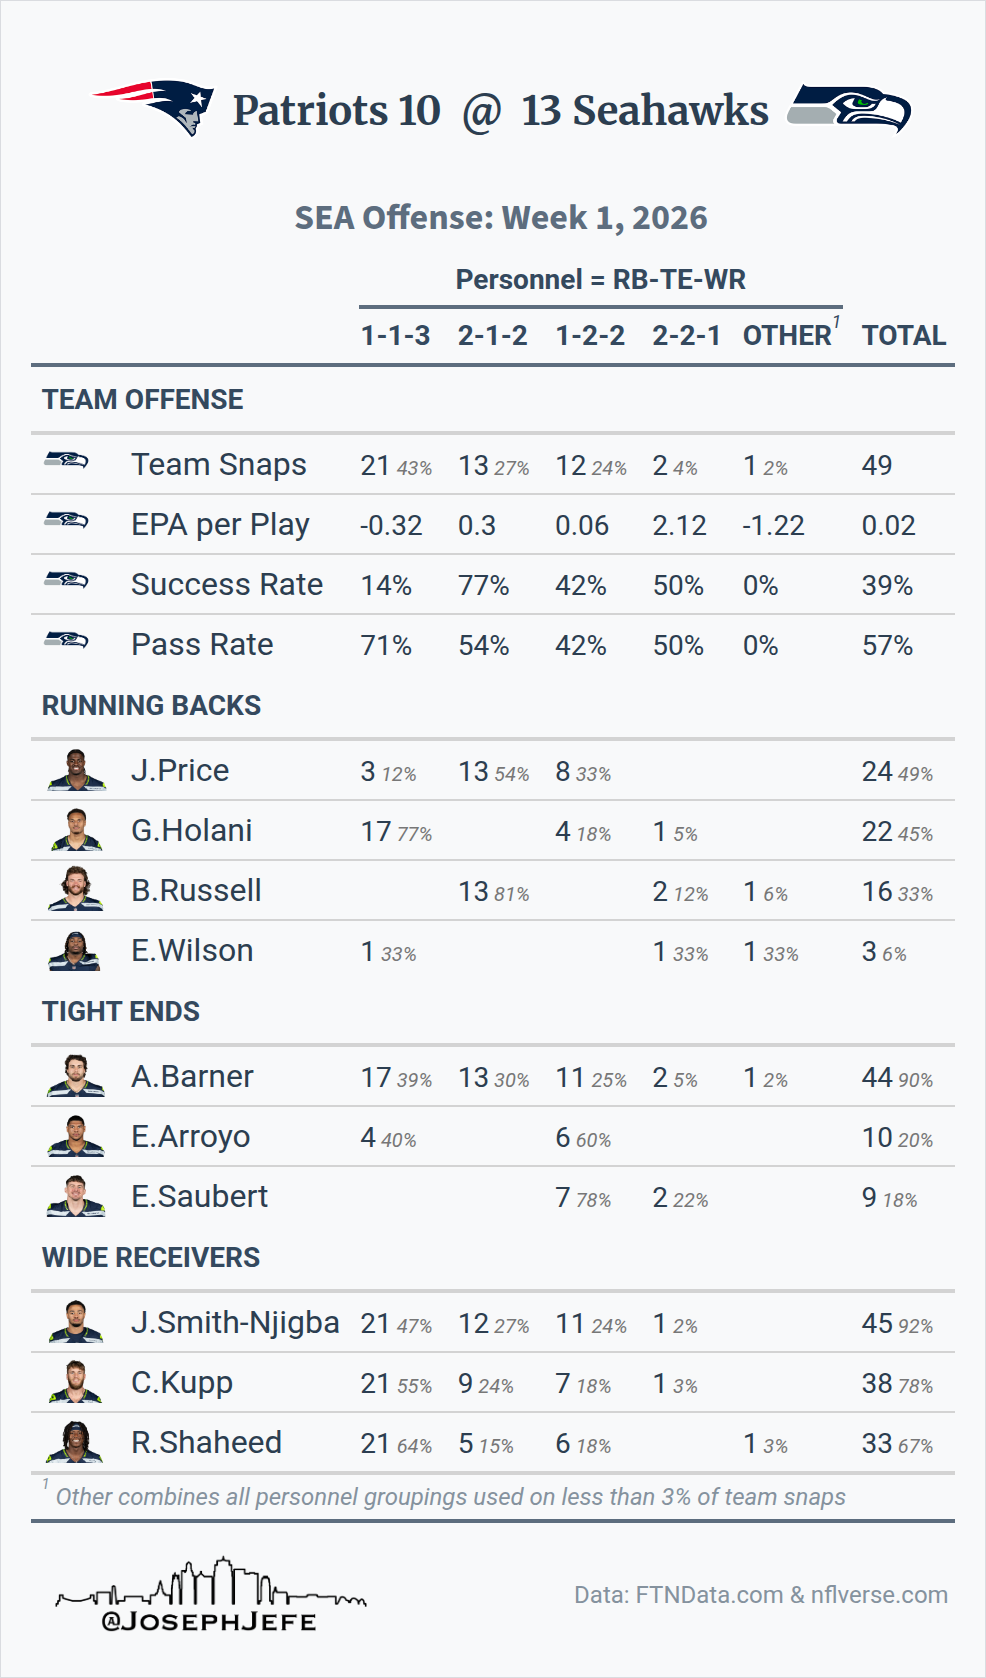 Patriots 10 @ 13 Seahawks
SEA Offense: Week 1, 2026
Personnel = RB-TE-WR
1-1-3 2-1-2 1-2-2 2-2-1 OTHER1 TOTAL
TEAM OFFENSE
Team Snaps 21 43% 13 27% 12 24% 2 4% 1 2% 49
EPA per Play -0.32 0.3 0.06 2.12 -1.22 0.02
Success Rate 14% 77% 42% 50% 0% 39%
Pass Rate 71% 54% 42% 50% 0% 57%
RUNNING BACKS
J.Price 3 12% 13 54% 8 33% 24 49%
G.Holani 17 77% 4 18% 1 5% 22 45%
B.Russell 13 81% 2 12% 1 6% 16 33%
E.Wilson 1 33% 1 33% 1 33% 3 6%
TIGHT ENDS
A.Barner 17 39% 13 30% 11 25% 2 5% 1 2% 44 90%
E.Arroyo 4 40% 6 60% 10 20%
E.Saubert 7 78% 2 22% 9 18%
WIDE RECEIVERS
J.Smith-Njigba 21 47% 12 27% 11 24% 1 2% 45 92%
C.Kupp 21 55% 9 24% 7 18% 1 3% 38 78%
R.Shaheed 21 64% 5 15% 6 18% 1 3% 33 67%
1 Other combines all personnel groupings used on less than 3% of team snaps
@JOSEPHJEFE
Data: FTNData.com & nflverse.com